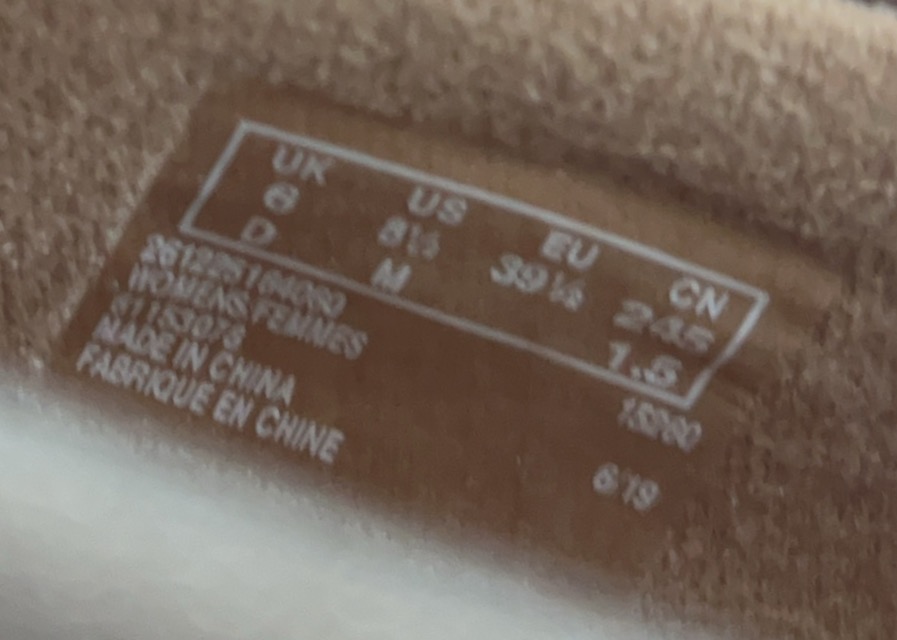 UK US EU CN
6 8½ 39½ 245
D M 1.5
WOMENS/FEMMES
MADE IN CHINA
FABRIQUE EN CHINE
6/19